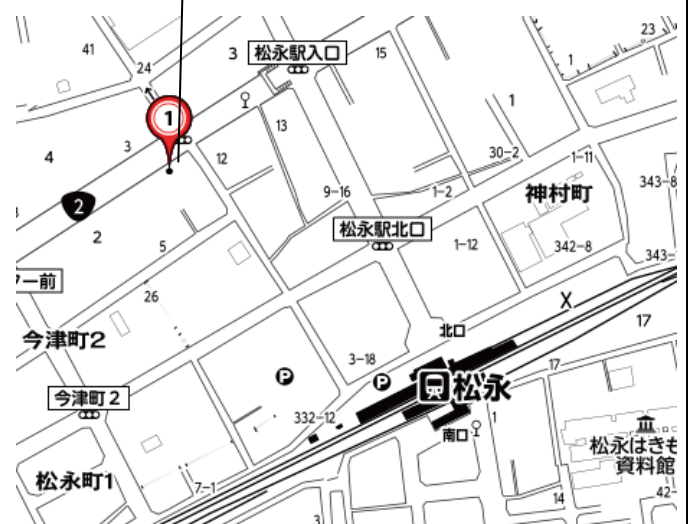 41
3
松永駅入口
15
23
1
24
1
1
13
12
3
4
30-2
1-11
343-8
9-16
1-2
神村町
2
松永駅北口
2
5
1-12
342-8
343-
ー前
26
X
北口
17
今津町2
3-18
P
P
松永
17
今津町2
332-12
南口
1
松永はきも
資料館
松永町1
7-1
14
42-
3